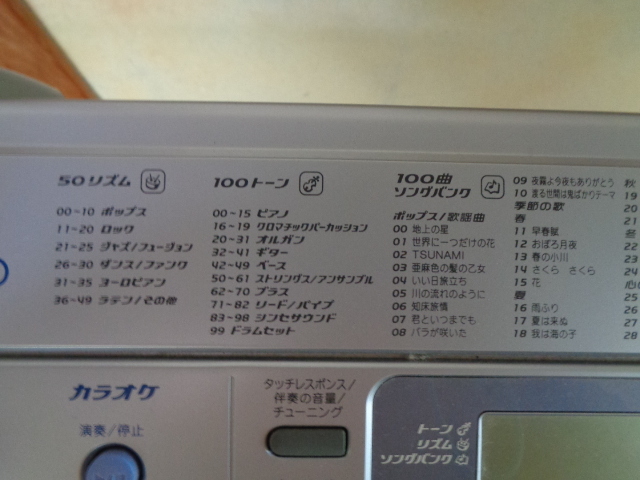 50リズム
00~10 ポップス
11~20 ロック
21~25 ジャズ/フュージョン
26~30 ダンス/ファンク
31~35 ヨーロピアン
36~49 ラテン/その他
100トーン
00~15 ピアノ
16~19 クロマチックパーカッション
20~31 オルガン
32~41 ギター
42~49 ベース
50~61 ストリングス/アンサンブル
62~70 ブラス
71~82 リード/パイプ
83~98 シンセサウンド
99 ドラムセット
100曲
ソングバンク
ポップス/歌謡曲
00 地上の星
01 世界に一つだけの花
02 TSUNAMI
03 亜麻色の髪の乙女
04 いい日旅立ち
05 川の流れのように
06 知床旅情
07 君といつまでも
08 バラが咲いた
09 夜霧よ今夜もありがとう
10 渡る世間は鬼ばかりテーマ
季節の歌
春
11 早春賦
12 おぼろ月夜
13 春の小川
14 さくら さくら
15 花
夏
16 雨ふり
17 夏は来ぬ
18 我は海の子
秋
19
20
21
冬
22
23
24
心の
25
26
27
28
カラオケ
演奏/停止
タッチレスポンス/
伴奏の音量/
チューニング
トーン
リズム
ソングバンク